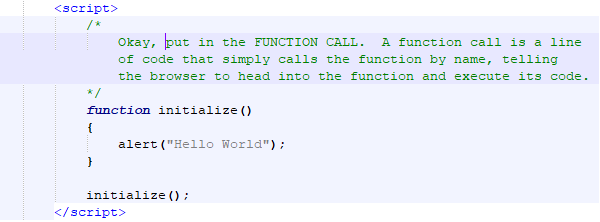 <script>
/*
Okay, put in the FUNCTION CALL.  A function call is a line
of code that simply calls the function by name, telling
the browser to head into the function and execute its code.
*/
function initialize()
{
alert("Hello World");
}
initialize();
</script>